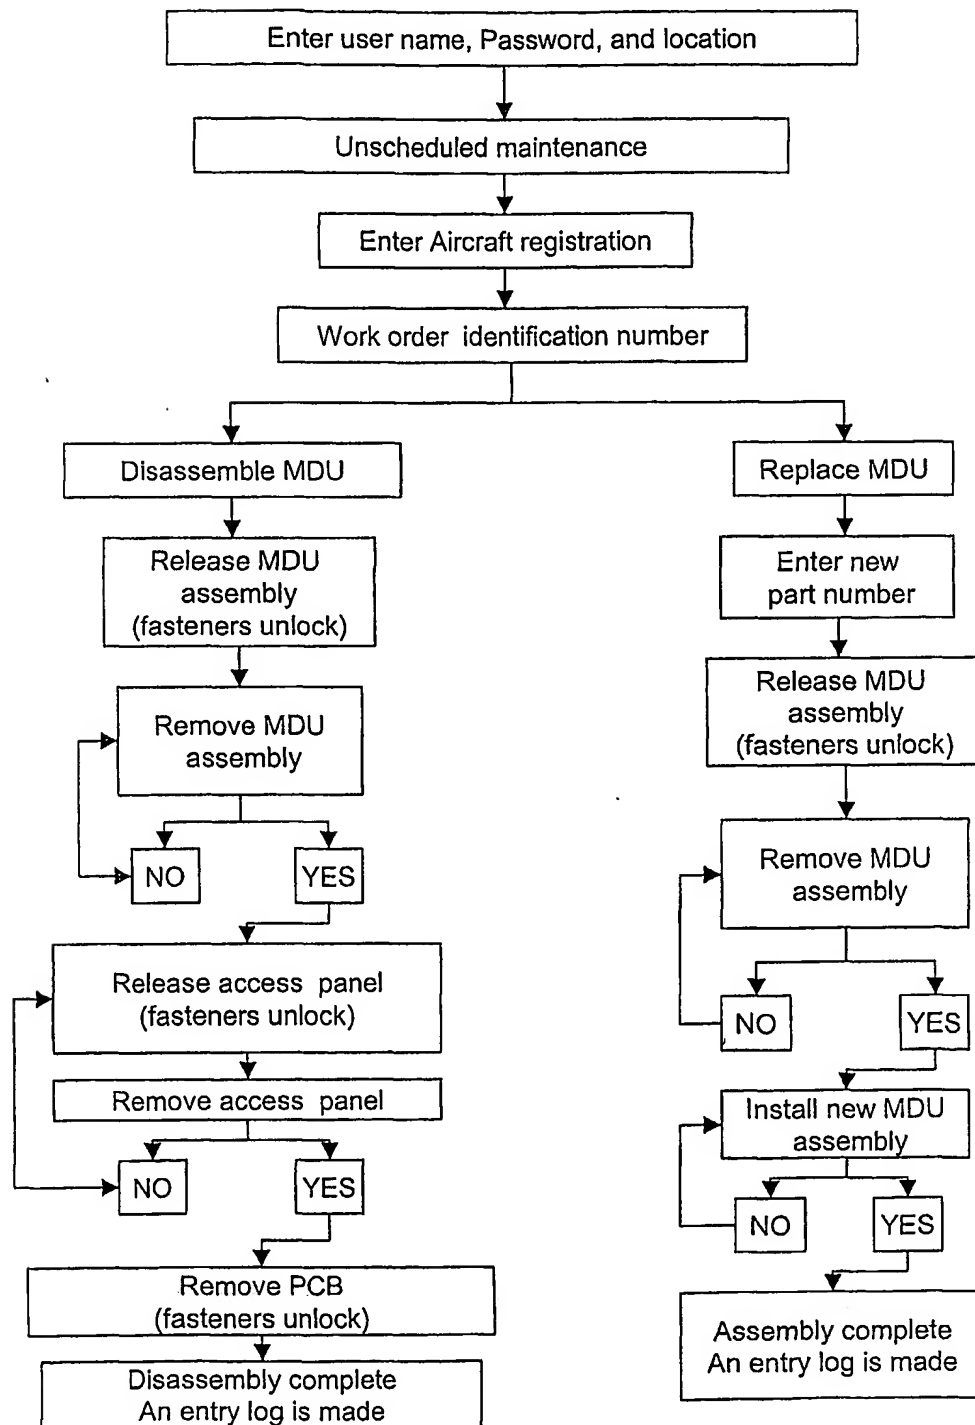 Enter user name, Password, and location
Unscheduled maintenance
Enter Aircraft registration
Work order identification number
Disassemble MDU
Release MDU
assembly
(fasteners unlock)
Remove MDU
assembly
NO
YES
Release access panel
(fasteners unlock)
Remove access panel
NO
YES
Remove PCB
(fasteners unlock)
Disassembly complete
An entry log is made
Replace MDU
Enter new
part number
Release MDU
assembly
(fasteners unlock)
Remove MDU
assembly
NO
YES
Install new MDU
assembly
NO
YES
Assembly complete
An entry log is made